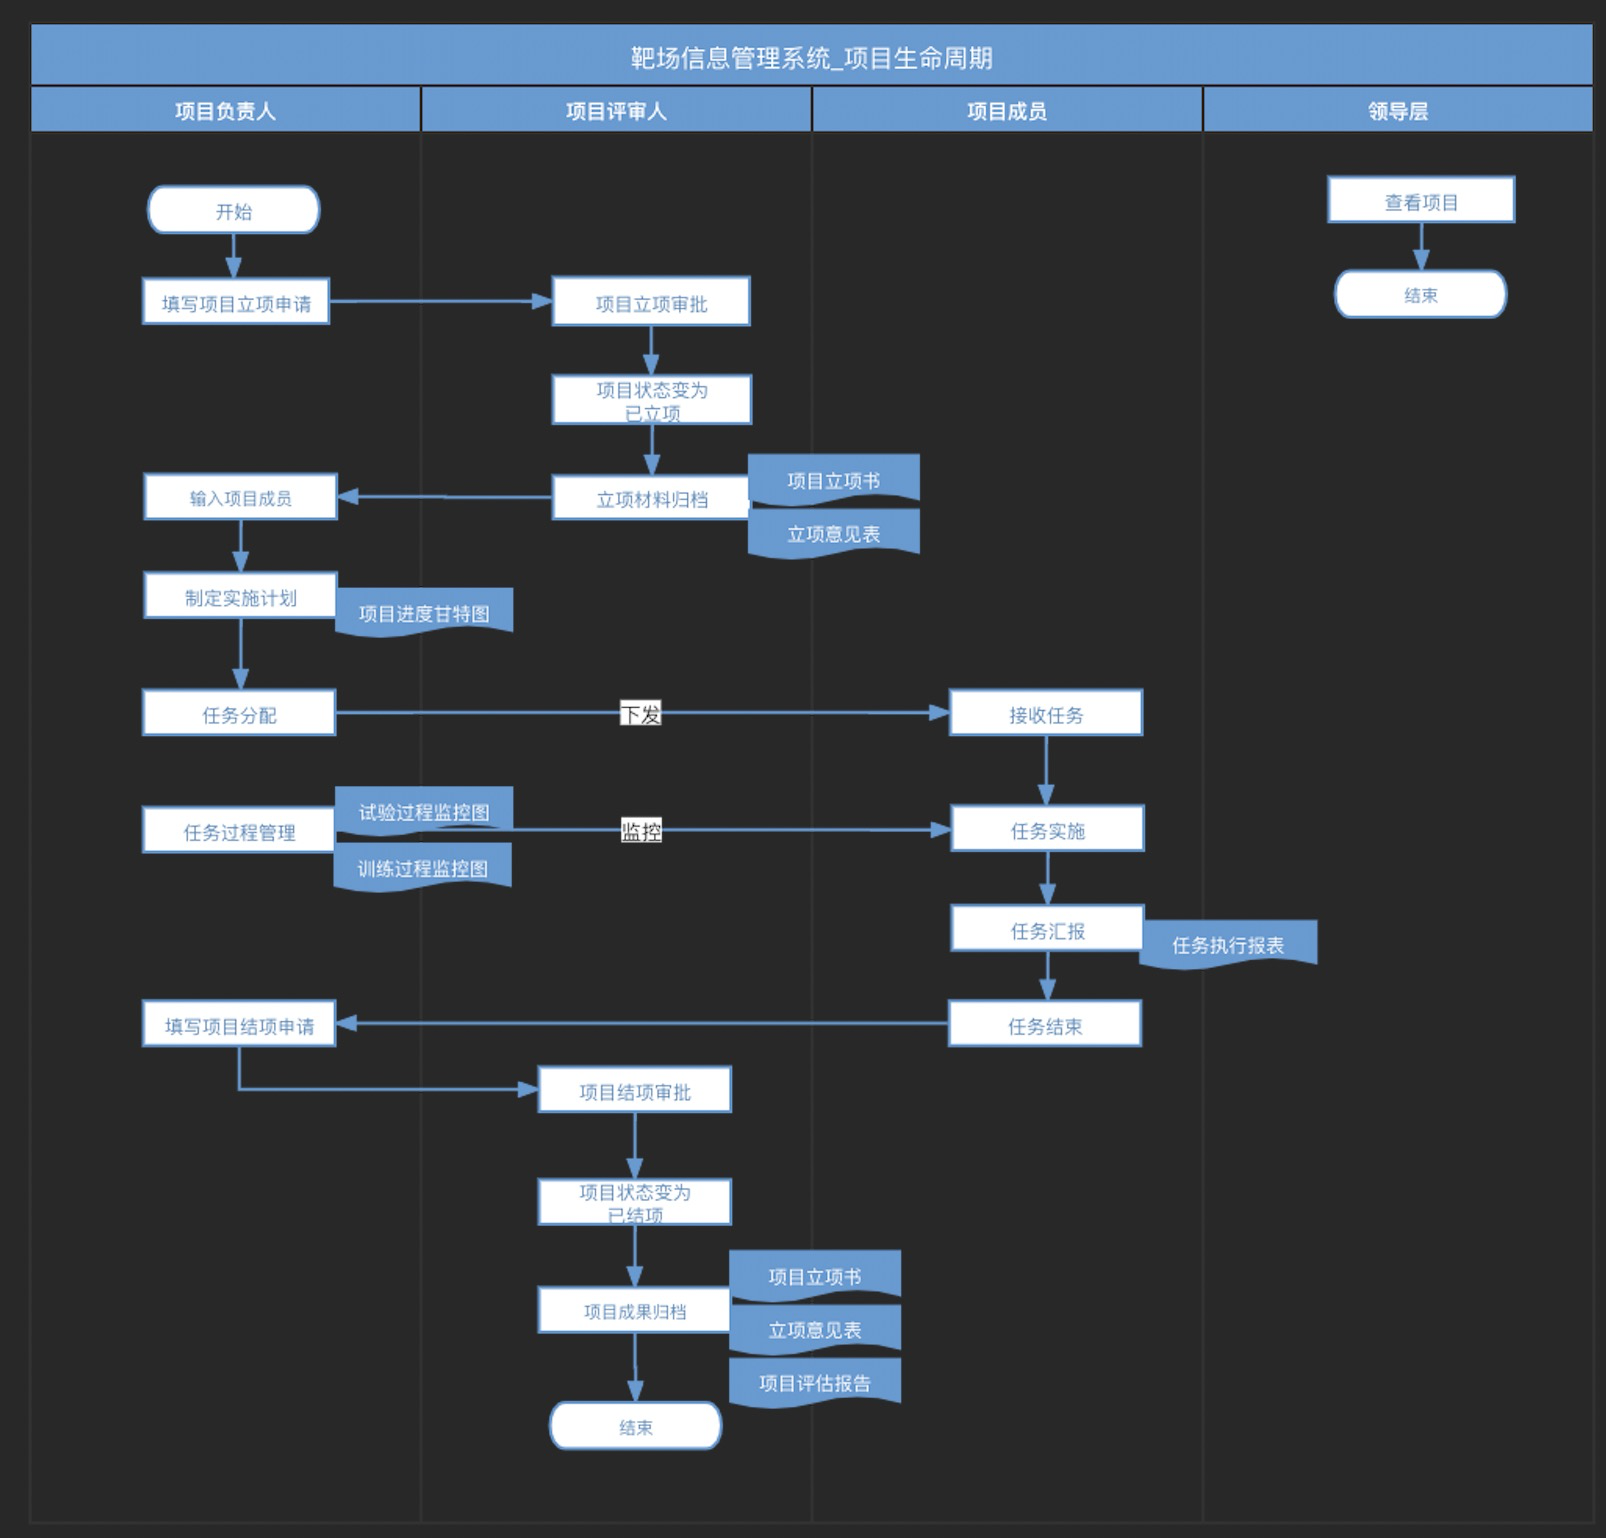 靶场信息管理系统_项目生命周期
项目负责人
项目评审人
项目成员
领导层
开始
查看项目
填写项目立项申请
项目立项审批
结束
项目状态变为
已立项
项目立项书
输入项目成员
立项材料归档
立项意见表
制定实施计划
项目进度甘特图
任务分配
下发
接收任务
试验过程监控图
任务过程管理
监控
任务实施
训练过程监控图
任务汇报
任务执行报表
填写项目结项申请
任务结束
项目结项审批
项目状态变为
已结项
项目立项书
项目成果归档
立项意见表
项目评估报告
结束